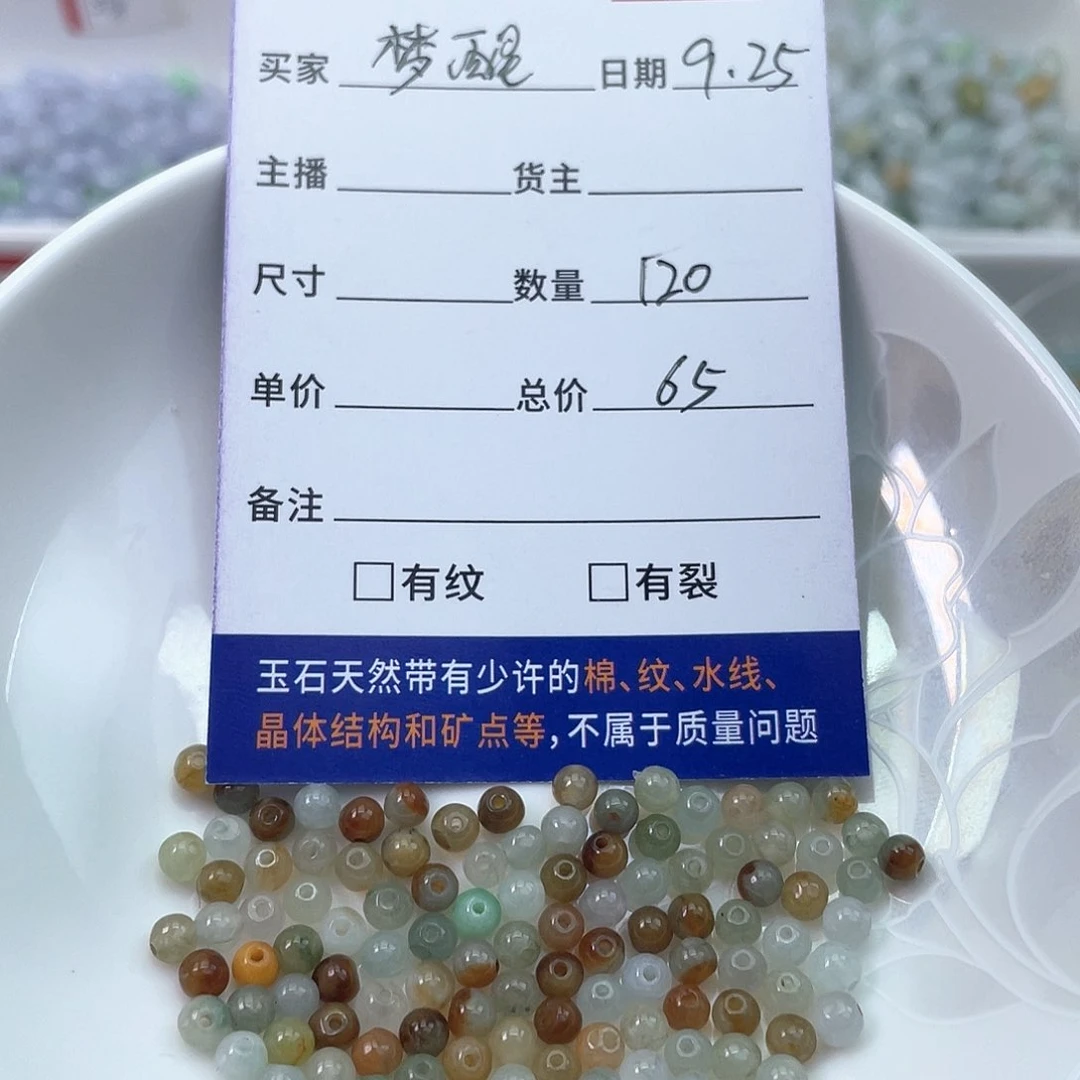 买家 梦醒 日期 9.25
主播 货主
尺寸 数量 120
单价 总价 65
备注
□有纹 □有裂
玉石天然带有少许的棉、纹、水线、
晶体结构和矿点等,不属于质量问题